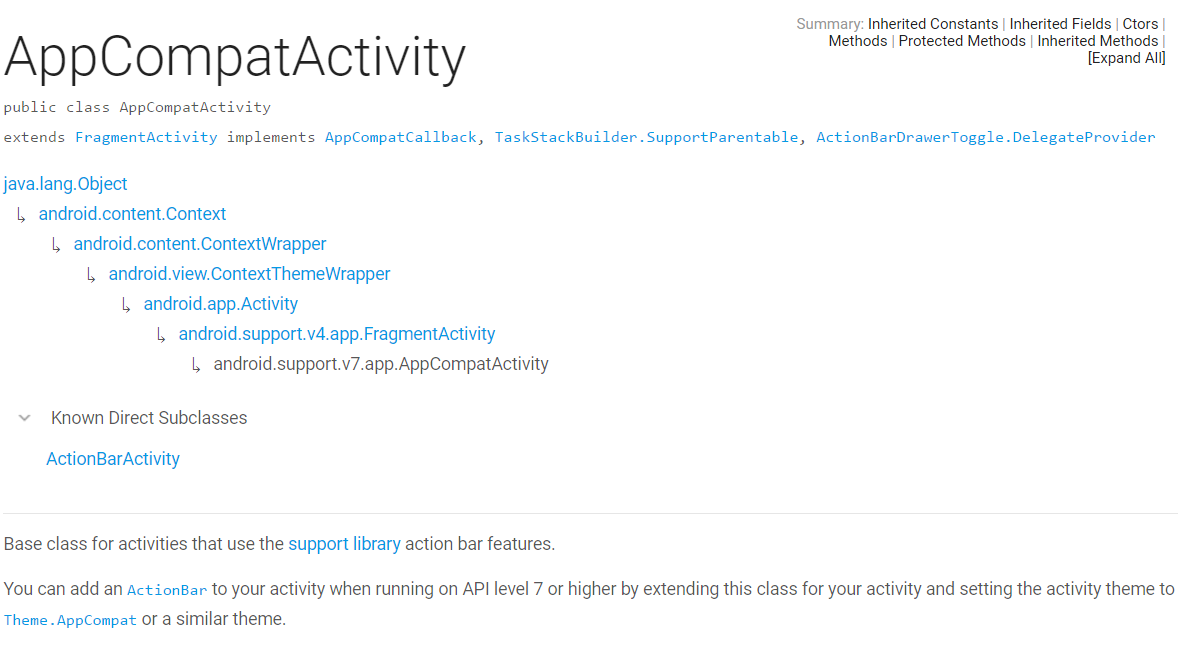 Summary: Inherited Constants | Inherited Fields | Ctors |
Methods | Protected Methods | Inherited Methods |
[Expand All]
AppCompatActivity
public class AppCompatActivity
extends FragmentActivity implements AppCompatCallback, TaskStackBuilder.SupportParentable, ActionBarDrawerToggle.DelegateProvider
java.lang.Object
↳ android.content.Context
↳ android.content.ContextWrapper
↳ android.view.ContextThemeWrapper
↳ android.app.Activity
↳ android.support.v4.app.FragmentActivity
↳ android.support.v7.app.AppCompatActivity
Known Direct Subclasses
ActionBarActivity
Base class for activities that use the support library action bar features.
You can add an ActionBar to your activity when running on API level 7 or higher by extending this class for your activity and setting the activity theme to
Theme.AppCompat or a similar theme.